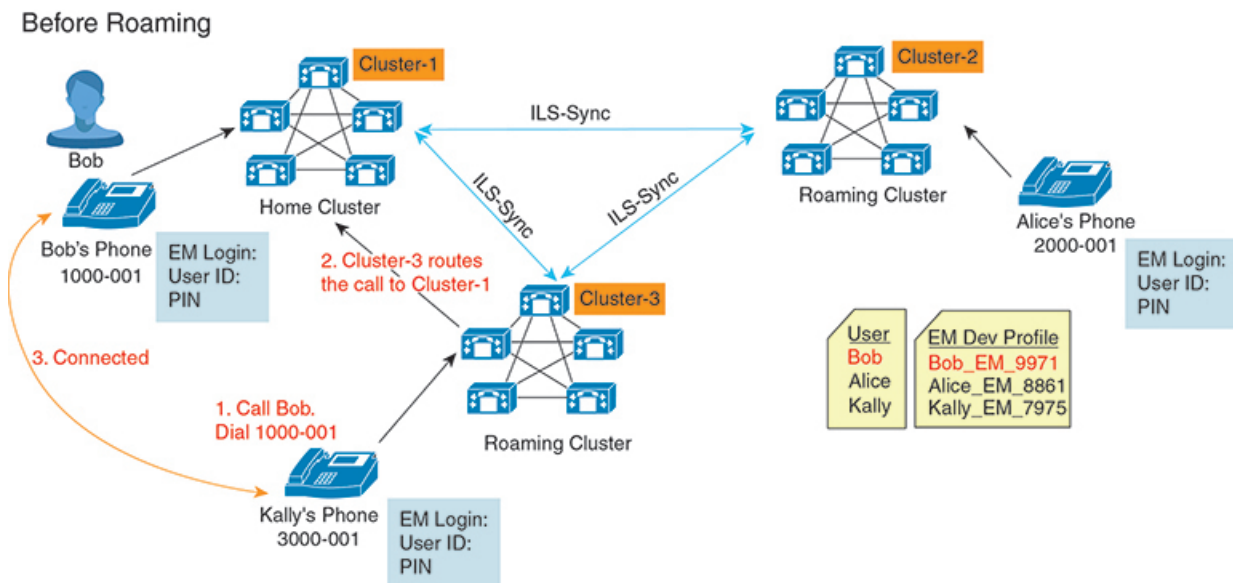 Before Roaming
Cluster-1
Cluster-2
Bob
ILS-Sync
Home Cluster
Roaming Cluster
ILS-Sync
ILS-Sync
Bob's Phone
1000-001
EM Login:
User ID:
PIN
2. Cluster-3 routes
the call to Cluster-1
Cluster-3
Alice's Phone
2000-001
EM Login:
User ID:
PIN
3. Connected
1. Call Bob.
Dial 1000-001
Roaming Cluster
User
Bob
Alice
Kally
EM Dev Profile
Bob_EM_9971
Alice_EM_8861
Kally_EM_7975
Kally's Phone
3000-001
EM Login:
User ID:
PIN